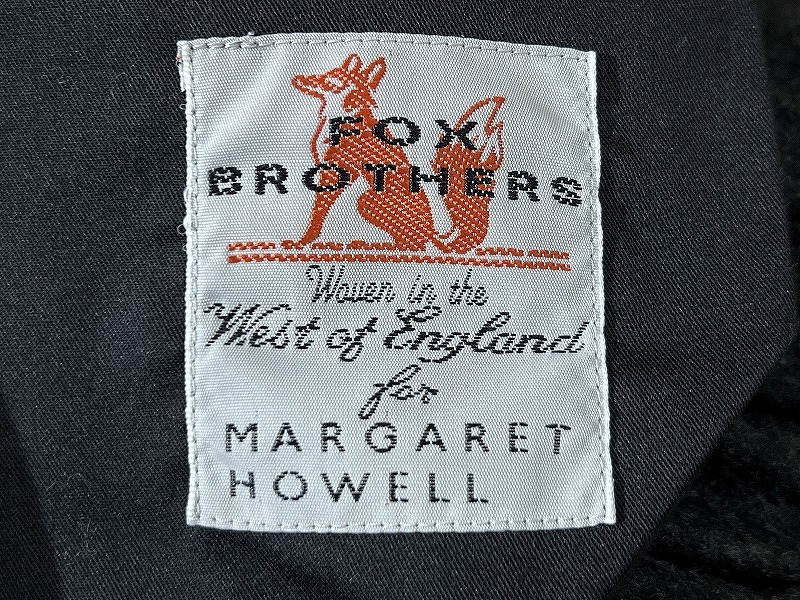 FOX
BROTHERS
Woven in the
West of England
for
MARGARET
HOWELL